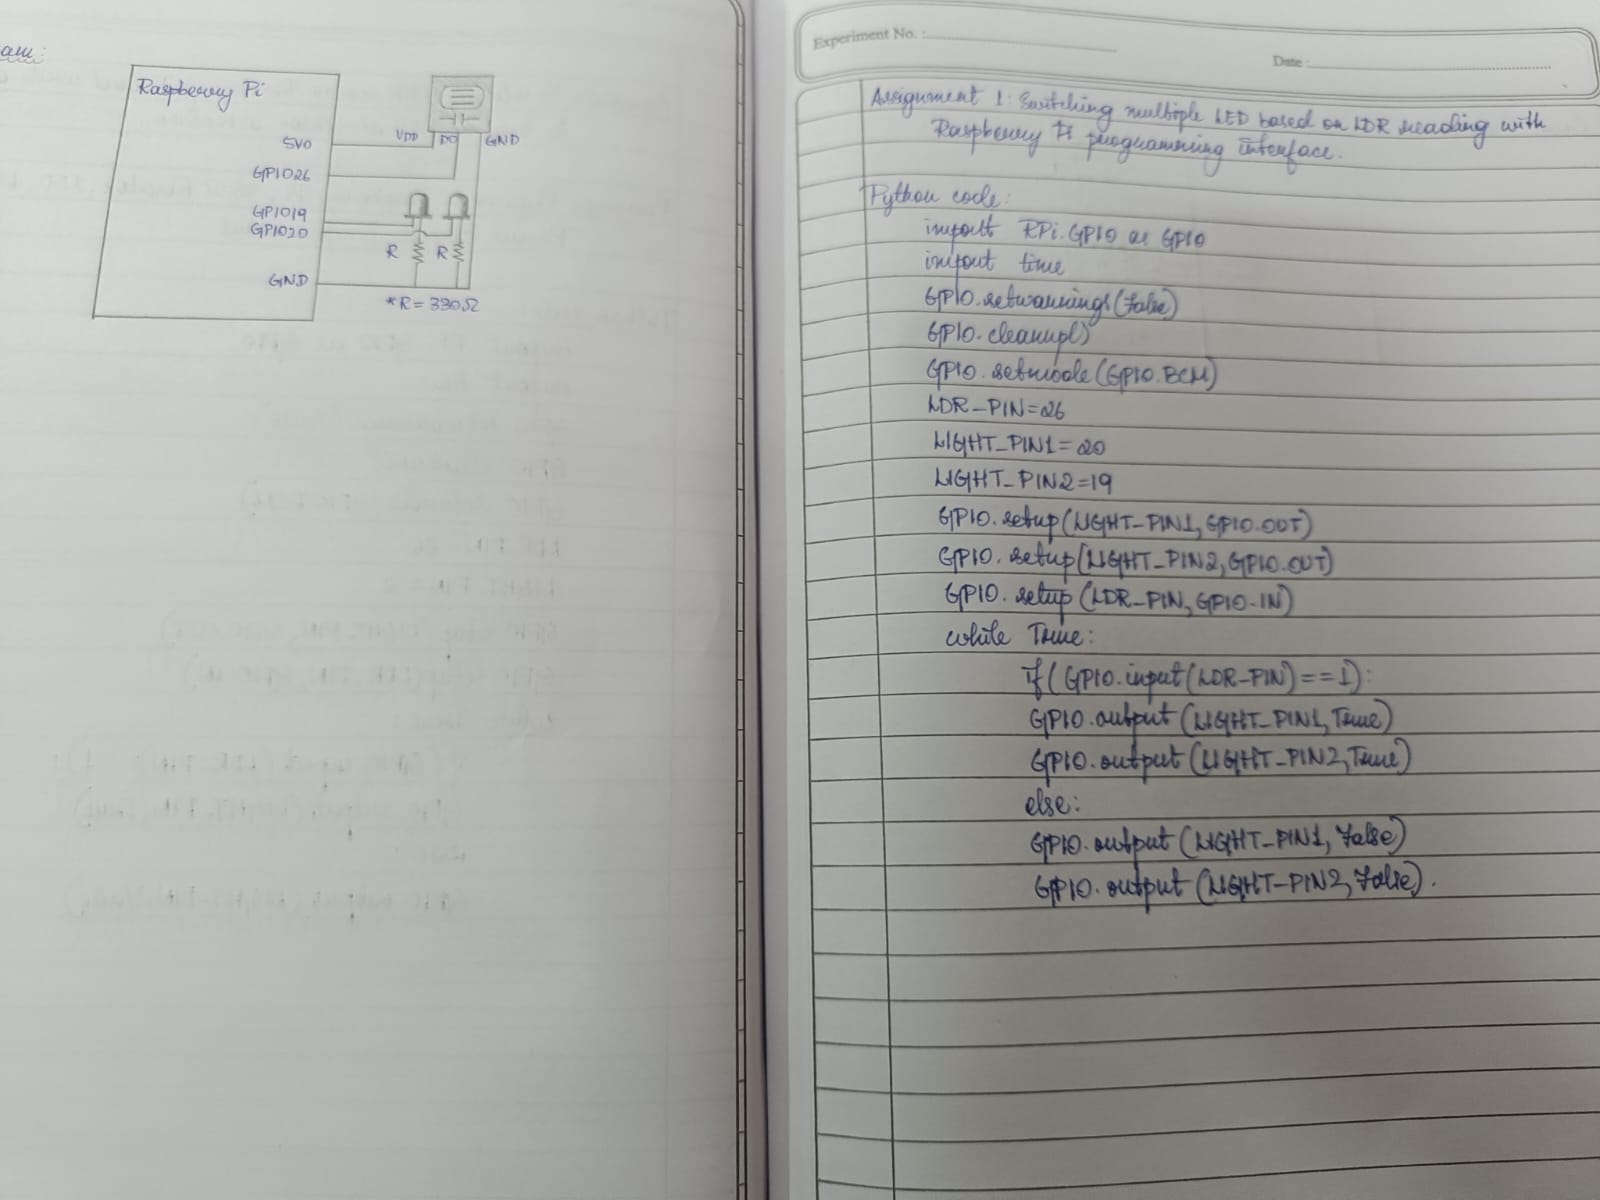 am:
Raspberry Pi
5V0
VDD DO GND
GPIO26
GPIO19
GPIO20
R R
GND
*R = 330Ω
Experiment No. :
Date :
Assignment 1: Switching multiple LED based on LDR reading with
Raspberry Pi programming interface.
Python code:
import RPi.GPIO as GPIO
import time
GPIO.setwarnings(False)
GPIO.cleanup()
GPIO.setmode(GPIO.BCM)
LDR_PIN=26
LIGHT_PIN1=20
LIGHT_PIN2=19
GPIO.setup(LIGHT_PIN1,GPIO.OUT)
GPIO.setup(LIGHT_PIN2,GPIO.OUT)
GPIO.setup(LDR_PIN,GPIO.IN)
while True:
if(GPIO.input(LDR_PIN)==1):
GPIO.output(LIGHT_PIN1,True)
GPIO.output(LIGHT_PIN2,True)
else:
GPIO.output(LIGHT_PIN1,False)
GPIO.output(LIGHT_PIN2,False).